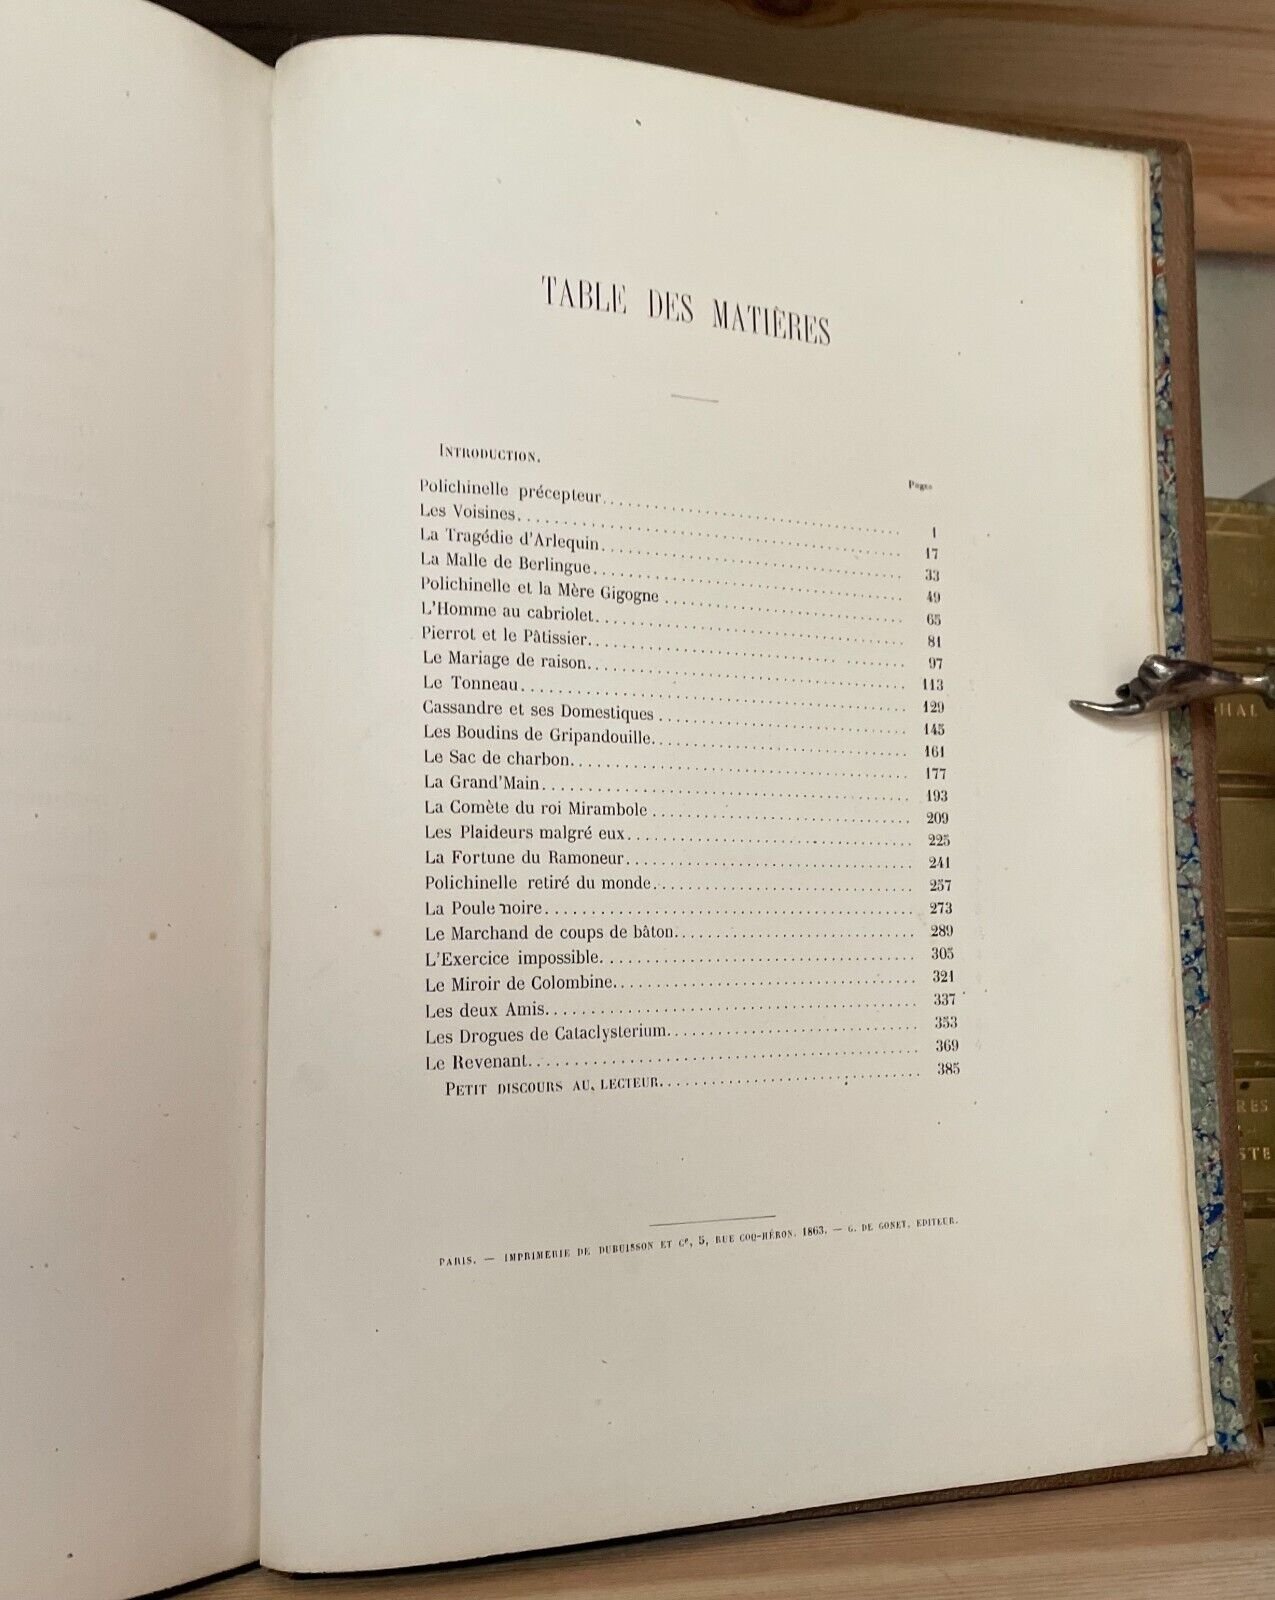 TABLE DES MATIÈRES
INTRODUCTION.
Pages
Polichinelle précepteur 1
Les Voisines 17
La Tragédie d'Arlequin 33
La Malle de Berlingue 49
Polichinelle et la Mère Gigogne 65
L'Homme au cabriolet 81
Pierrot et le Pâtissier 97
Le Mariage de raison 113
Le Tonneau 129
Cassandre et ses Domestiques 145
Les Boudins de Gripandouille 161
Le Sac de charbon 177
La Grand'Main 193
La Comète du roi Mirambole 209
Les Plaideurs malgré eux 225
La Fortune du Ramoneur 241
Polichinelle retiré du monde 257
La Poule noire 273
Le Marchand de coups de bâton 289
L'Exercice impossible 305
Le Miroir de Colombine 321
Les deux Amis 337
Les Drogues de Cataclysterium 353
Le Revenant 369
PETIT DISCOURS AU LECTEUR 385
PARIS. — IMPRIMERIE DE DUBUISSON ET Ce, 5, RUE COQ-HÉRON. 1863. — G. DE GONET, EDITEUR.